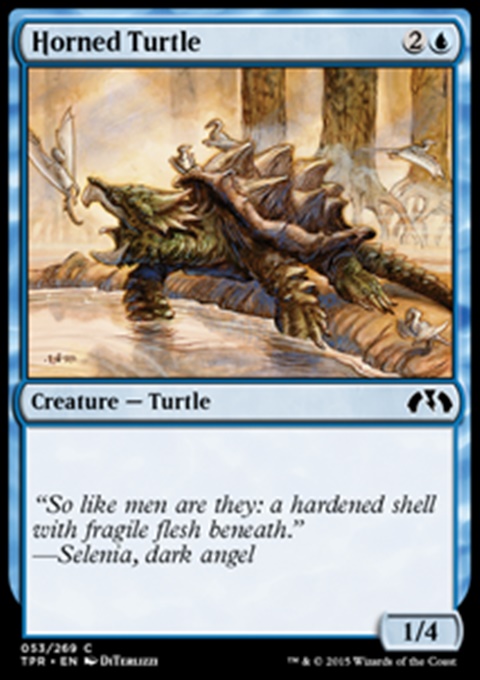 Horned Turtle 2
Creature — Turtle
“So like men are they: a hardened shell
with fragile flesh beneath.”
—Selenia, dark angel
1/4
053/269 C
TPR • EN DiTerlizzi
™ & © 2015 Wizards of the Coast